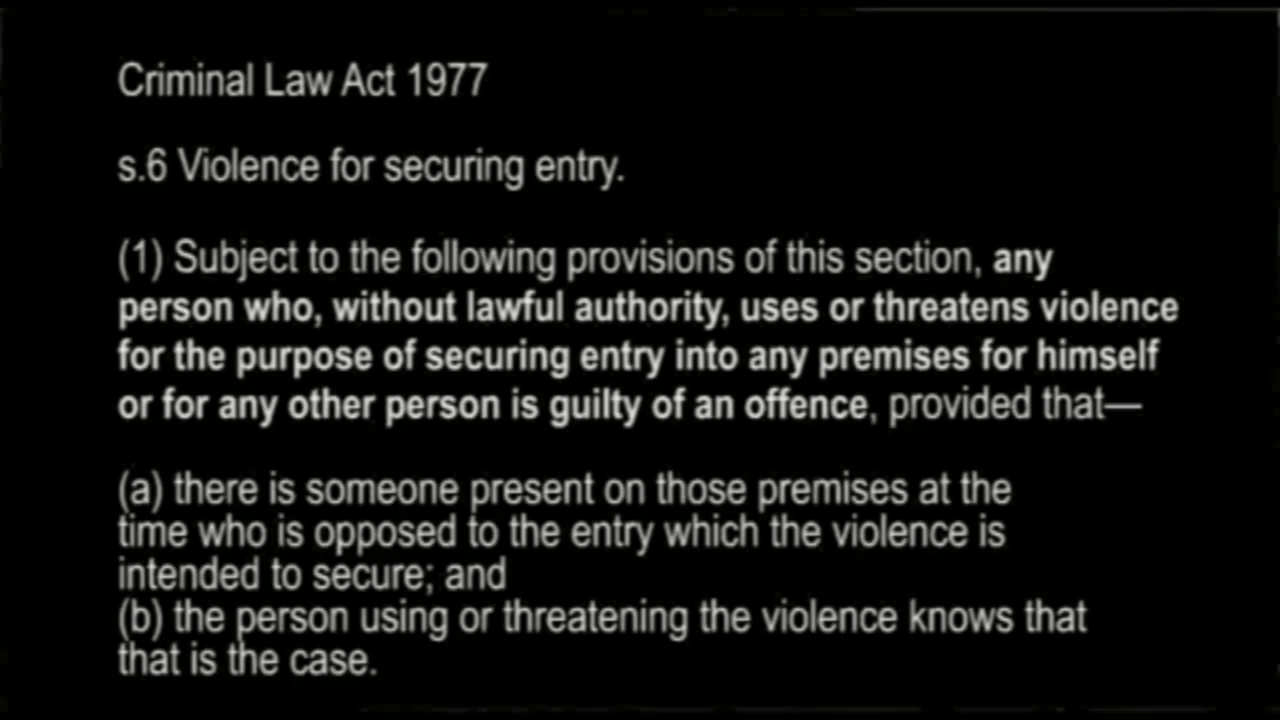 Criminal Law Act 1977
s.6 Violence for securing entry.
(1) Subject to the following provisions of this section, any
person who, without lawful authority, uses or threatens violence
for the purpose of securing entry into any premises for himself
or for any other person is guilty of an offence, provided that—
(a) there is someone present on those premises at the
time who is opposed to the entry which the violence is
intended to secure; and
(b) the person using or threatening the violence knows that
that is the case.